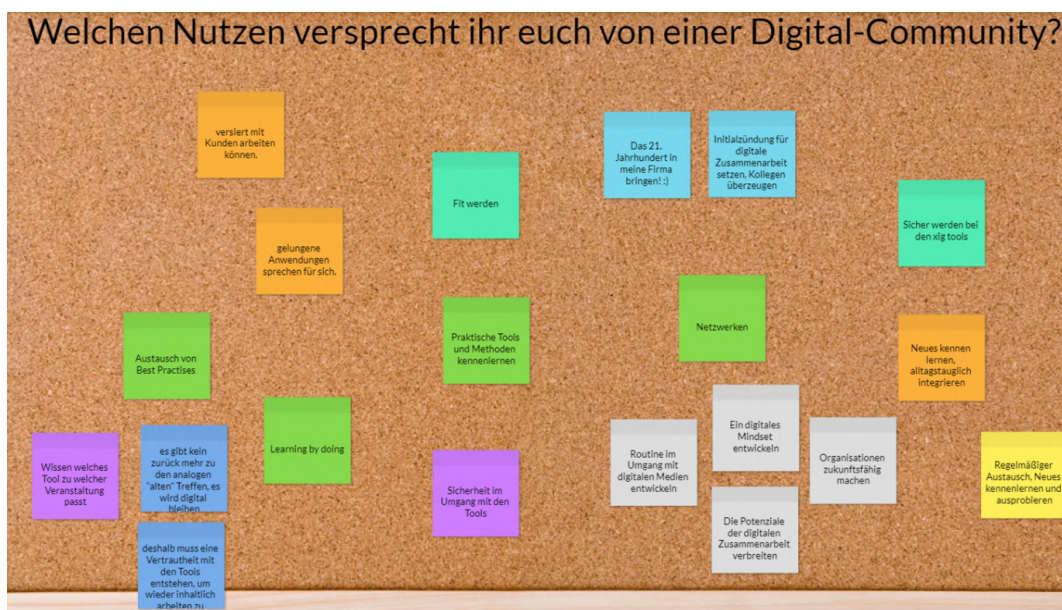 Welchen Nutzen versprecht ihr euch von einer Digital-Community?
versiert mit
Kunden arbeiten
können.
Das 21.
Jahrhundert in
meine Firma
bringen! :)
Initialzündung für
digitale
Zusammenarbeit
setzen, Kollegen
überzeugen
Fit werden
Sicher werden bei
den xig tools
gelungene
Anwendungen
sprechen für sich.
Praktische Tools
und Methoden
kennenlernen
Netzwerken
Austausch von
Best Practises
Neues kennen
lernen,
alltagstauglich
integrieren
Learning by doing
Ein digitales
Mindset
entwickeln
Wissen welches
Tool zu welcher
Veranstaltung
passt
es gibt kein
zurück mehr zu
den analogen
"alten" Treffen, es
wird digital
bleiben
Sicherheit im
Umgang mit den
Tools
Routine im
Umgang mit
digitalen Medien
entwickeln
Organisationen
zukunftsfähig
machen
Regelmäßiger
Austausch, Neues
kennenlernen und
ausprobieren
Die Potenziale
der digitalen
Zusammenarbeit
verbreiten
deshalb muss eine
Vertrautheit mit
den Tools
entstehen, um
wieder inhaltlich
arbeiten zu